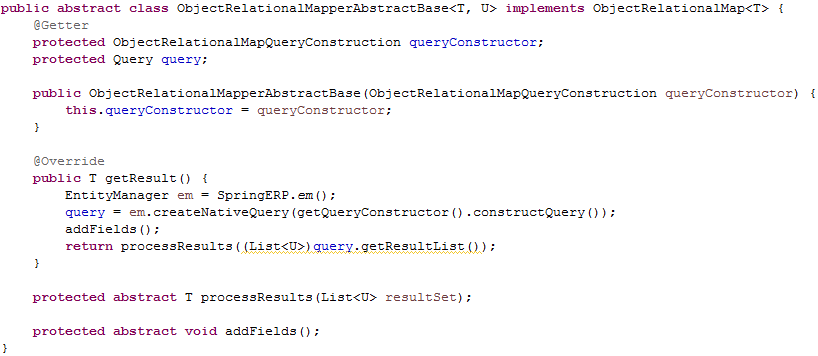 public abstract class ObjectRelationalMapperAbstractBase<T, U> implements ObjectRelationalMap<T> {
    @Getter
    protected ObjectRelationalMapQueryConstruction queryConstructor;
    protected Query query;

    public ObjectRelationalMapperAbstractBase(ObjectRelationalMapQueryConstruction queryConstructor) {
        this.queryConstructor = queryConstructor;
    }

    @Override
    public T getResult() {
        EntityManager em = SpringERP.em();
        query = em.createNativeQuery(getQueryConstructor().constructQuery());
        addFields();
        return processResults((List<U>)query.getResultList());
    }

    protected abstract T processResults(List<U> resultSet);

    protected abstract void addFields();
}